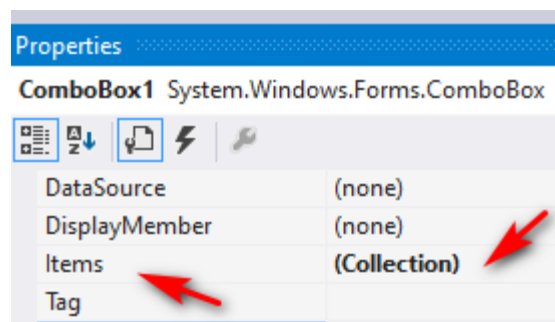 Properties
ComboBox1 System.Windows.Forms.ComboBox
DataSource (none)
DisplayMember (none)
Items (Collection)
Tag